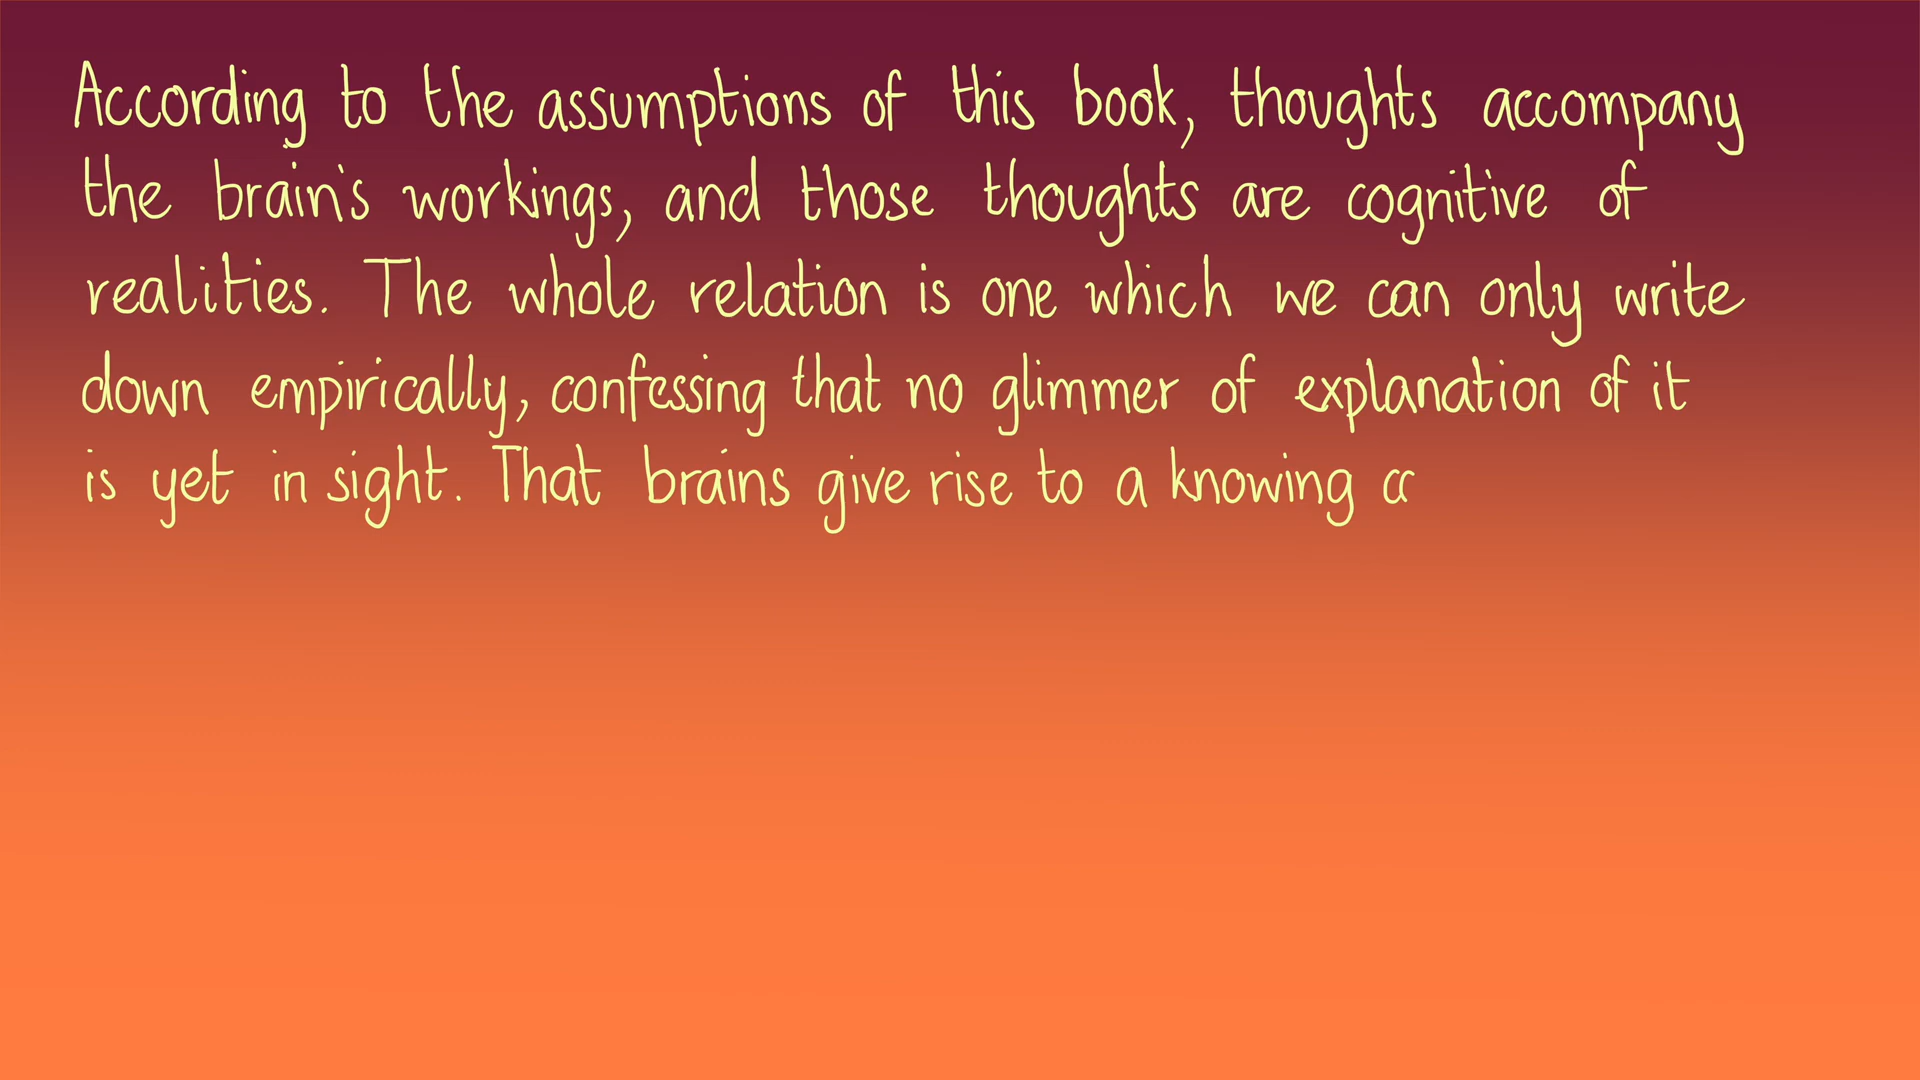 According to the assumptions of this book, thoughts accompany
the brain's workings, and those thoughts are cognitive of
realities. The whole relation is one which we can only write
down empirically, confessing that no glimmer of explanation of it
is yet in sight. That brains give rise to a knowing